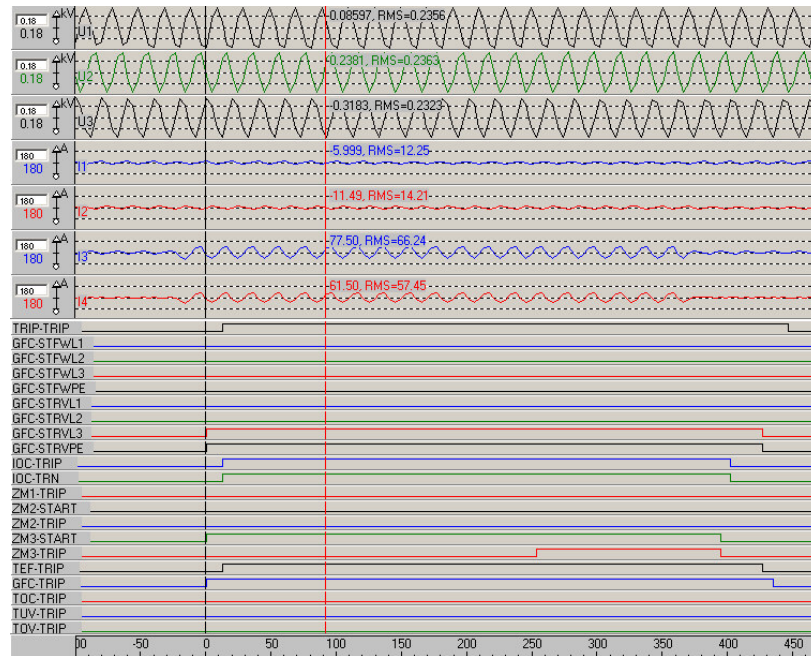 0.18 kV
0.18 U1 0.08597, RMS=0.2356
0.18 kV
0.18 U2 0.2381, RMS=0.2363
0.18 kV
0.18 U3 -0.3183, RMS=0.2323
180 A
180 I1 -5.999, RMS=12.25
180 A
180 I2 -11.49, RMS=14.21
180 A
180 I3 77.50, RMS=66.24
180 A
180 I4 61.50, RMS=57.45
TRIP-TRIP
GFC-STFWL1
GFC-STFWL2
GFC-STFWL3
GFC-STFWPE
GFC-STRVL1
GFC-STRVL2
GFC-STRVL3
GFC-STRVPE
IOC-TRIP
IOC-TRN
ZM1-TRIP
ZM2-START
ZM2-TRIP
ZM3-START
ZM3-TRIP
TEF-TRIP
GFC-TRIP
TOC-TRIP
TUV-TRIP
TOV-TRIP
00 -50 0 50 100 150 200 250 300 350 400 450